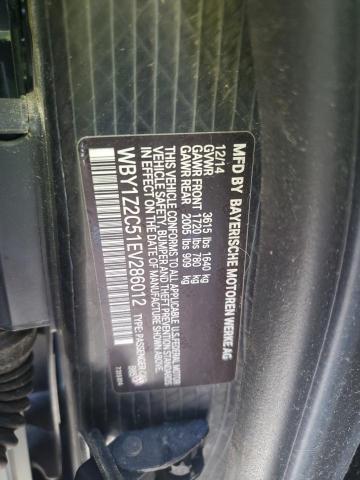 MFD BY BAYERISCHE MOTOREN WERKE AG
12/14
GVWR 3615 lbs 1640 kg
GAWR FRONT 1720 lbs 780 kg
GAWR REAR 2005 lbs 909 kg
THIS VEHICLE CONFORMS TO ALL APPLICABLE U.S./FEDERAL MOTOR
VEHICLE SAFETY, BUMPER AND THEFT PREVENTION STANDARDS
IN EFFECT ON THE DATE OF MANUFACTURE SHOWN ABOVE.
WBY1Z2C51EV286012 TYPE: PASSENGER CAR